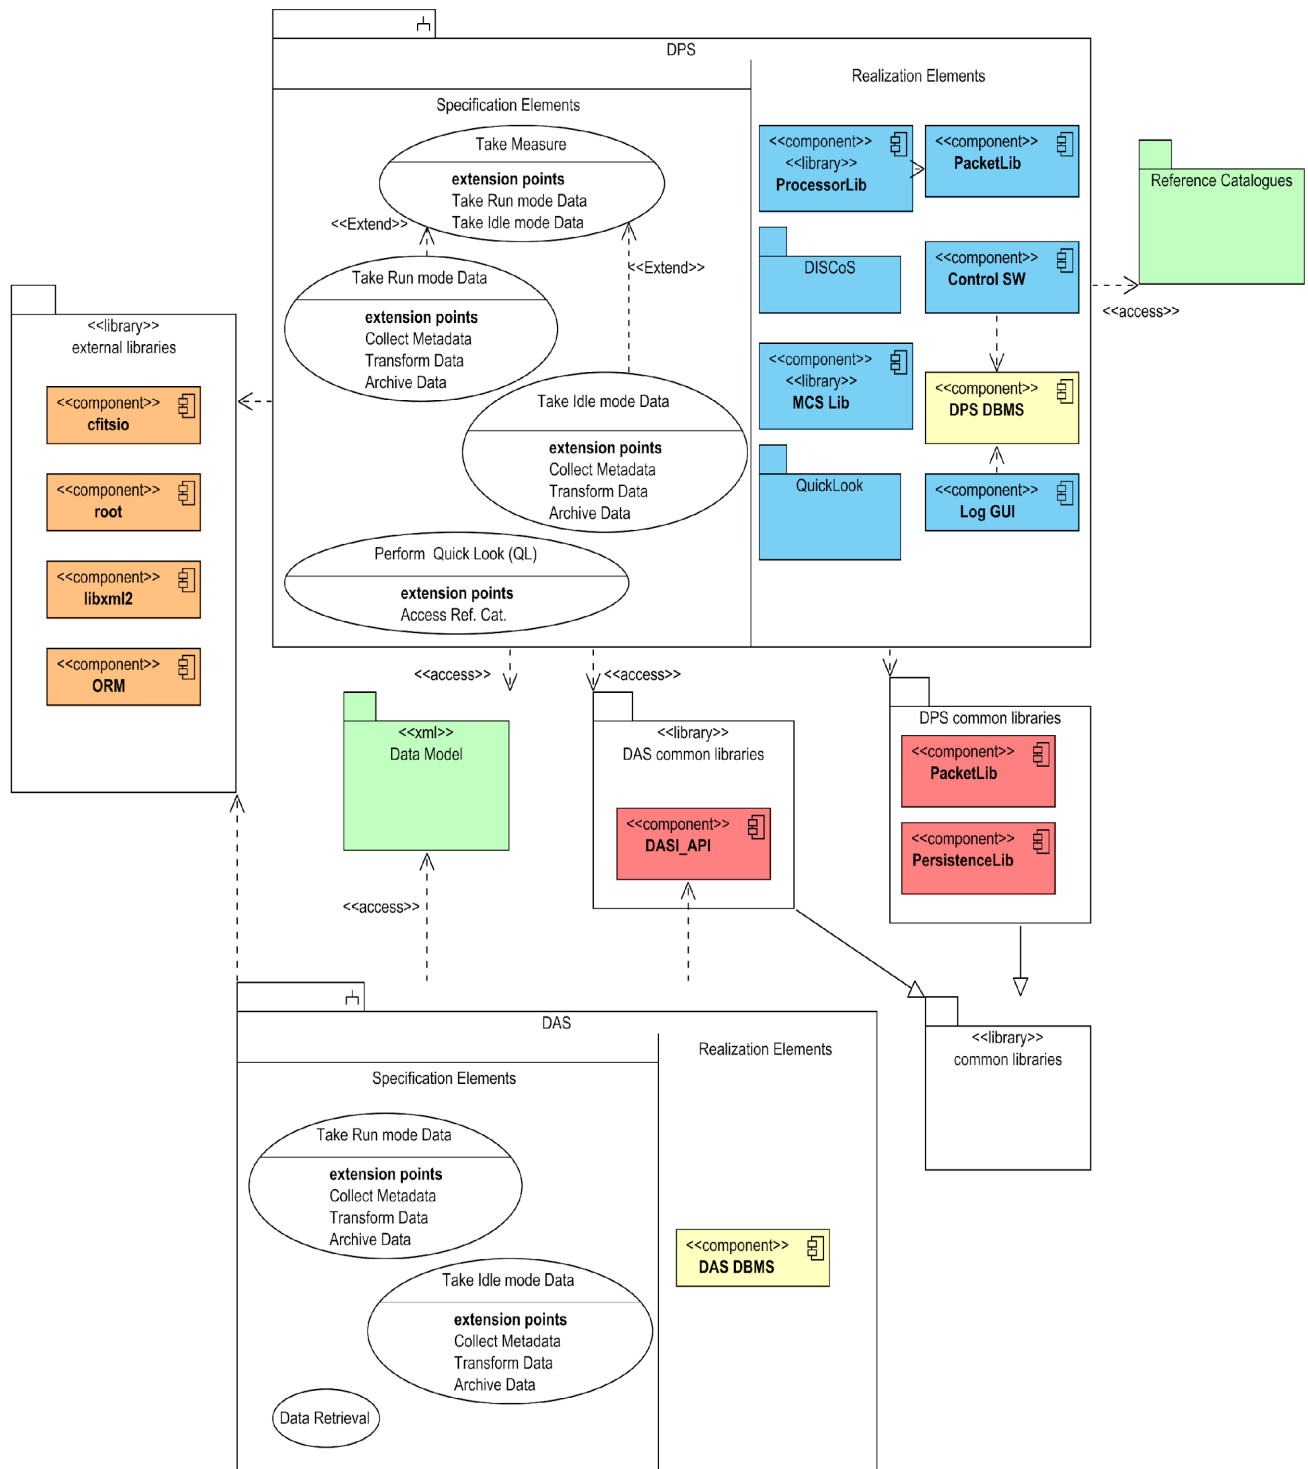 DPS
Specification Elements
Take Measure
extension points
Take Run mode Data
Take Idle mode Data
<<Extend>>
<<Extend>>
Take Run mode Data
extension points
Collect Metadata
Transform Data
Archive Data
Take Idle mode Data
extension points
Collect Metadata
Transform Data
Archive Data
Perform Quick Look (QL)
extension points
Access Ref. Cat.
Realization Elements
<<component>>
<<library>>
ProcessorLib
<<component>>
PacketLib
DISCoS
<<component>>
Control SW
<<component>>
<<library>>
MCS Lib
<<component>>
DPS DBMS
QuickLook
<<component>>
Log GUI
Reference Catalogues
<<access>>
<<library>>
external libraries
<<component>>
cfitsio
<<component>>
root
<<component>>
libxml2
<<component>>
ORM
<<access>>
<<access>>
<<xml>>
Data Model
<<library>>
DAS common libraries
<<component>>
DASI_API
DPS common libraries
<<component>>
PacketLib
<<component>>
PersistenceLib
<<access>>
<<library>>
common libraries
DAS
Specification Elements
Take Run mode Data
extension points
Collect Metadata
Transform Data
Archive Data
Take Idle mode Data
extension points
Collect Metadata
Transform Data
Archive Data
Data Retrieval
Realization Elements
<<component>>
DAS DBMS